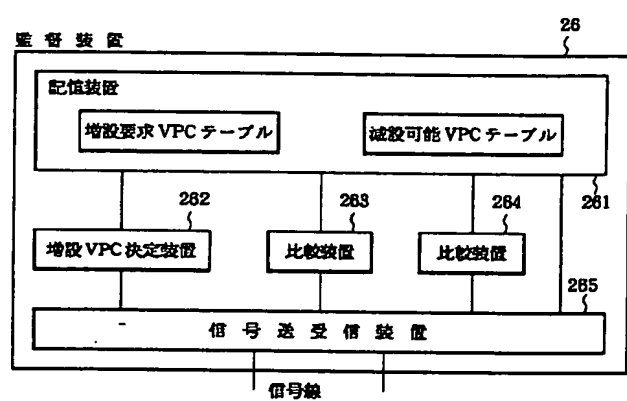 監督装置
26
記憶装置
増設要求VPCテーブル
減設可能VPCテーブル
261
262
263
264
増設VPC決定装置
比較装置
比較装置
265
信号送受信装置
信号線